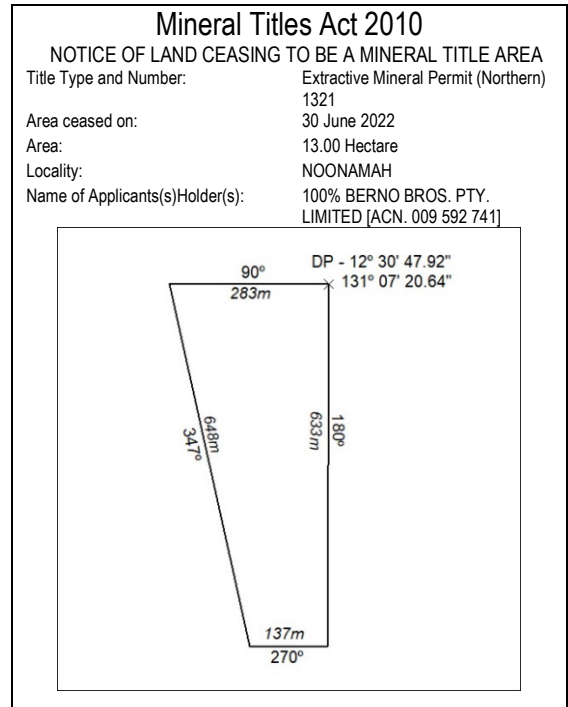 Mineral Titles Act 2010
NOTICE OF LAND CEASING TO BE A MINERAL TITLE AREA
Title Type and Number: Extractive Mineral Permit (Northern)
1321
Area ceased on: 30 June 2022
Area: 13.00 Hectare
Locality: NOONAMAH
Name of Applicants(s)Holder(s): 100% BERNO BROS. PTY.
LIMITED [ACN. 009 592 741]
DP - 12° 30' 47.92"
131° 07' 20.64"
90°
283m
648m
347°
633m
180°
137m
270°